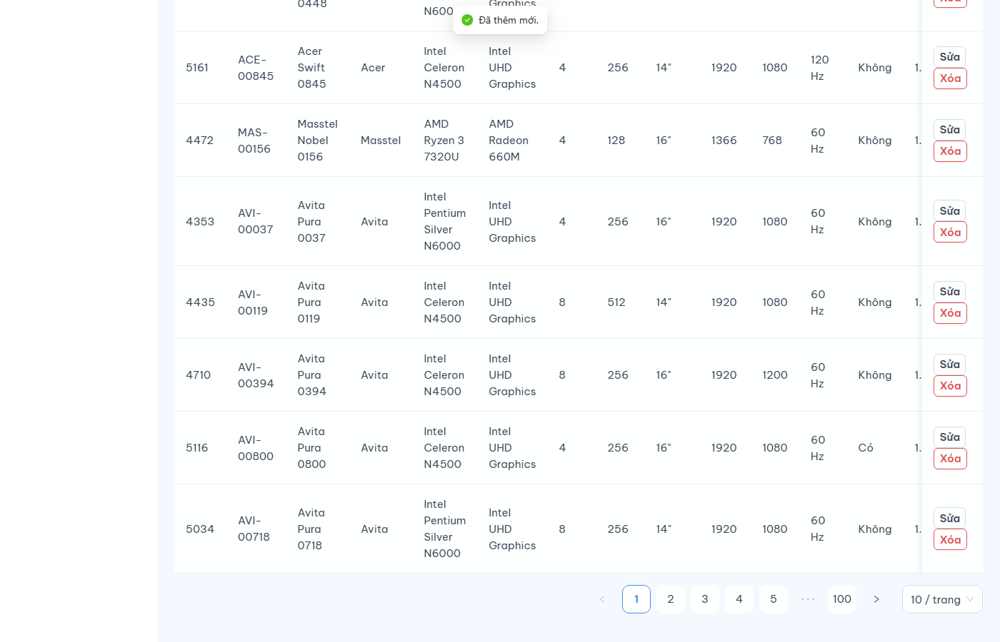 0448
N600
Graphics
Đã thêm mới.
5161
ACE-
00845
Acer
Swift
0845
Acer
Intel
Celeron
N4500
Intel
UHD
Graphics
4
256
14"
1920
1080
120
Hz
Không
1.
Sửa
Xóa
4472
MAS-
00156
Masstel
Nobel
0156
Masstel
AMD
Ryzen 3
7320U
AMD
Radeon
660M
4
128
16"
1366
768
60
Hz
Không
1.
Sửa
Xóa
4353
AVI-
00037
Avita
Pura
0037
Avita
Intel
Pentium
Silver
N6000
Intel
UHD
Graphics
4
256
16"
1920
1080
60
Hz
Không
1.
Sửa
Xóa
4435
AVI-
00119
Avita
Pura
0119
Avita
Intel
Celeron
N4500
Intel
UHD
Graphics
8
512
14"
1920
1080
60
Hz
Không
1.
Sửa
Xóa
4710
AVI-
00394
Avita
Pura
0394
Avita
Intel
Celeron
N4500
Intel
UHD
Graphics
8
256
16"
1920
1200
60
Hz
Không
1.
Sửa
Xóa
5116
AVI-
00800
Avita
Pura
0800
Avita
Intel
Celeron
N4500
Intel
UHD
Graphics
4
256
16"
1920
1080
60
Hz
Có
1.
Sửa
Xóa
5034
AVI-
00718
Avita
Pura
0718
Avita
Intel
Pentium
Silver
N6000
Intel
UHD
Graphics
8
256
14"
1920
1080
60
Hz
Không
1.
Sửa
Xóa
1
2
3
4
5
•••
100
10 / trang